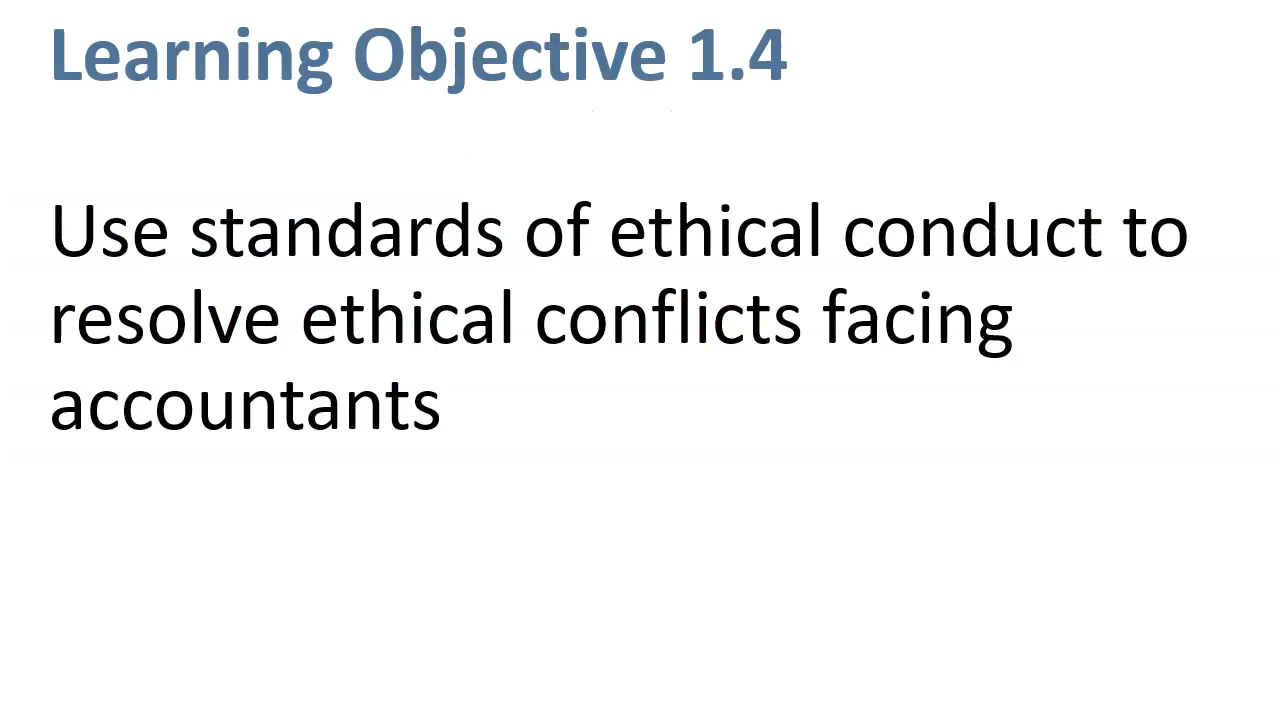 Learning Objective 1.4
Use standards of ethical conduct to
resolve ethical conflicts facing
accountants